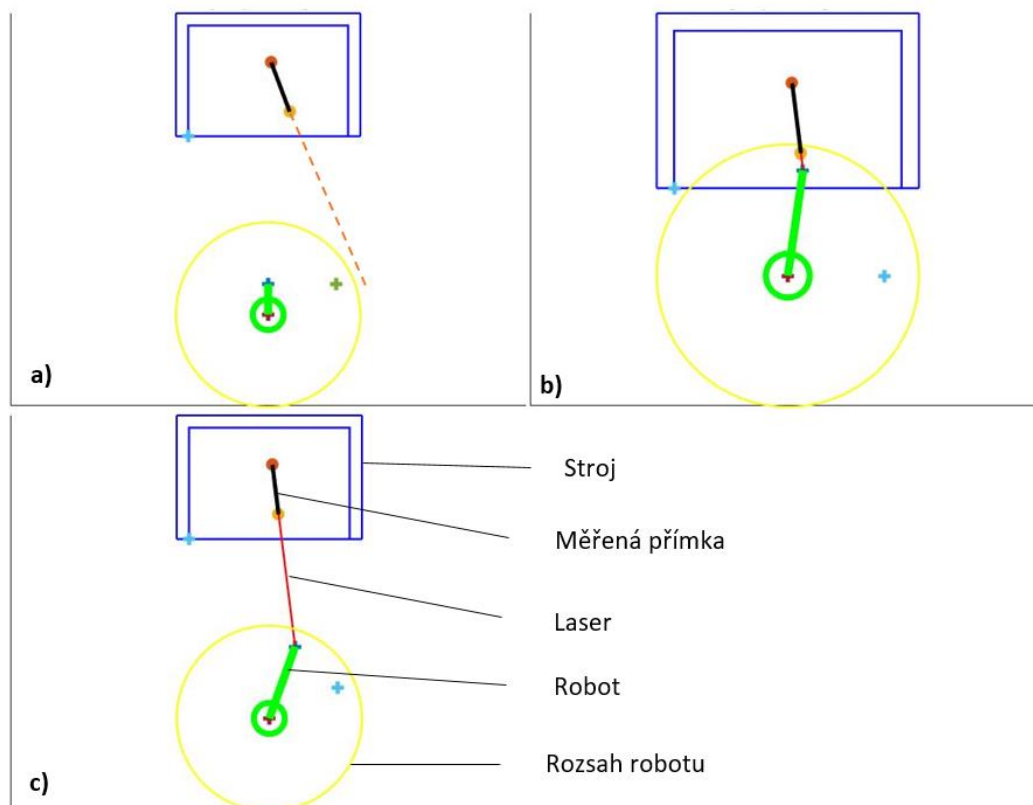 a)
b)
Stroj
Měřená přímka
Laser
Robot
Rozsah robotu
c)